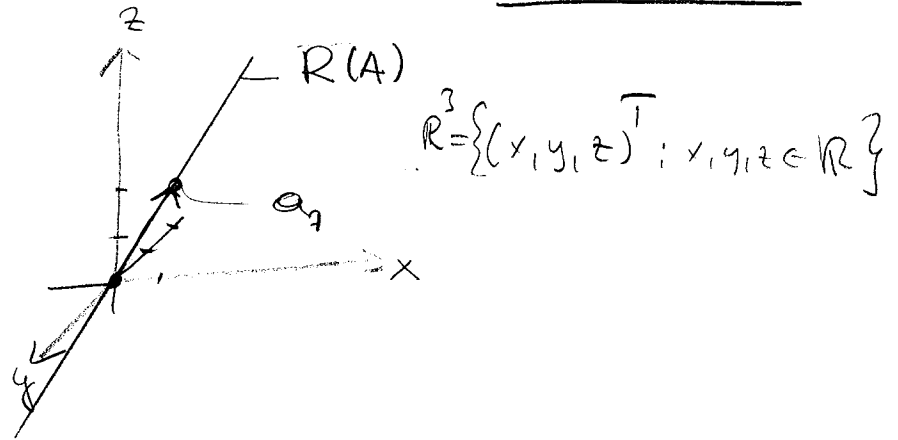 z
R(A)
ℝ³={(x,y,z)ᵀ; x,y,z ∈ ℝ}
a₁
x
y